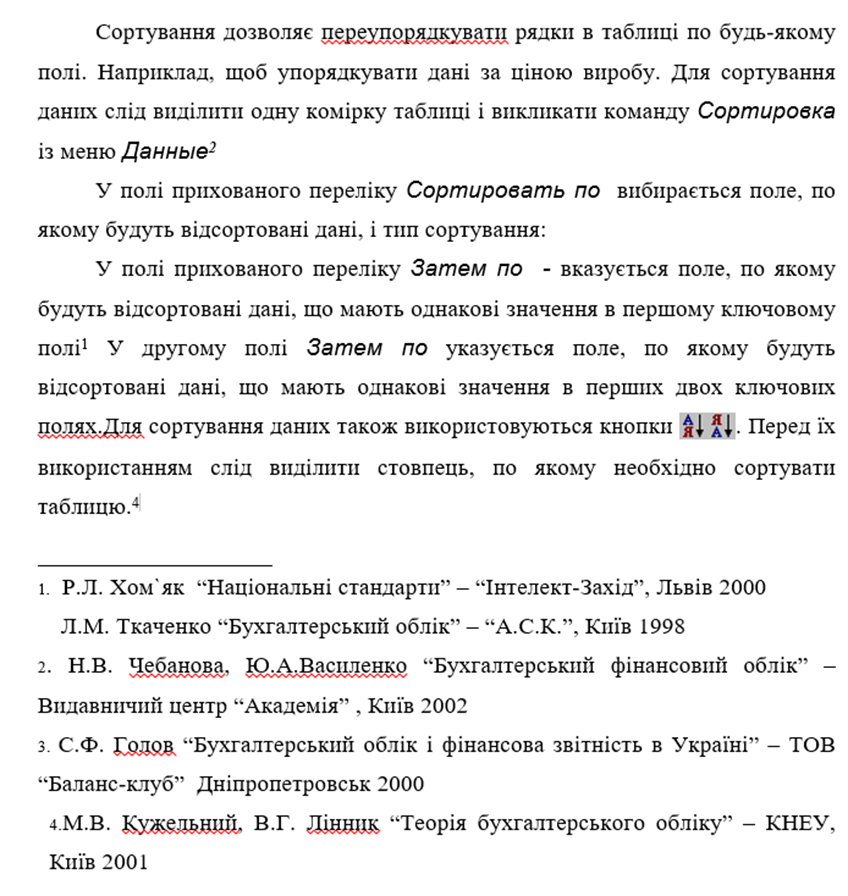 Сортування дозволяє переупорядкувати рядки в таблиці по будь-якому
полі. Наприклад, щоб упорядкувати дані за ціною виробу. Для сортування
даних слід виділити одну комірку таблиці і викликати команду Сортировка
із меню Данные²
У полі прихованого переліку Сортировать по вибирається поле, по
якому будуть відсортовані дані, і тип сортування:
У полі прихованого переліку Затем по - вказується поле, по якому
будуть відсортовані дані, що мають однакові значення в першому ключовому
полі¹ У другому полі Затем по указується поле, по якому будуть
відсортовані дані, що мають однакові значення в перших двох ключових
полях.Для сортування даних також використовуються кнопки АЯ↓ ЯА↓. Перед їх
використанням слід виділити стовпець, по якому необхідно сортувати
таблицю.⁴
1. Р.Л. Хом`як “Національні стандарти” – “Інтелект-Захід”, Львів 2000
Л.М. Ткаченко “Бухгалтерський облік” – “А.С.К.”, Київ 1998
2. Н.В. Чебанова, Ю.А.Василенко “Бухгалтерський фінансовий облік” –
Видавничий центр “Академія” , Київ 2002
3. С.Ф. Голов “Бухгалтерський облік і фінансова звітність в Україні” – ТОВ
“Баланс-клуб” Дніпропетровськ 2000
4.М.В. Кужельний, В.Г. Лінник “Теорія бухгалтерського обліку” – КНЕУ,
Київ 2001